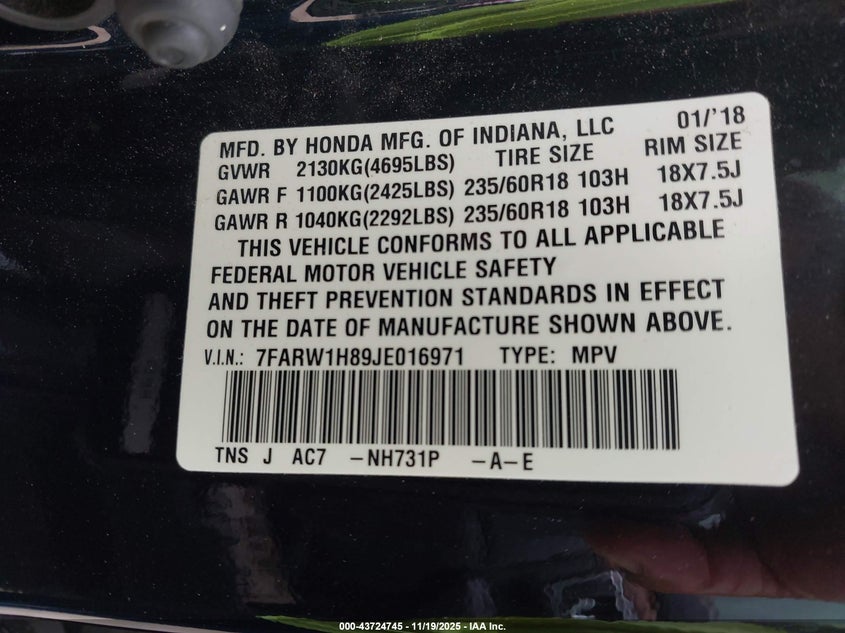 MFD. BY HONDA MFG. OF INDIANA, LLC 01/'18
GVWR 2130KG(4695LBS) TIRE SIZE RIM SIZE
GAWR F 1100KG(2425LBS) 235/60R18 103H 18X7.5J
GAWR R 1040KG(2292LBS) 235/60R18 103H 18X7.5J
THIS VEHICLE CONFORMS TO ALL APPLICABLE
FEDERAL MOTOR VEHICLE SAFETY
AND THEFT PREVENTION STANDARDS IN EFFECT
ON THE DATE OF MANUFACTURE SHOWN ABOVE.
V.I.N.: 7FARW1H89JE016971 TYPE: MPV
TNS J AC7 -NH731P -A-E
000-43724745 - 11/19/2025 - IAA Inc.